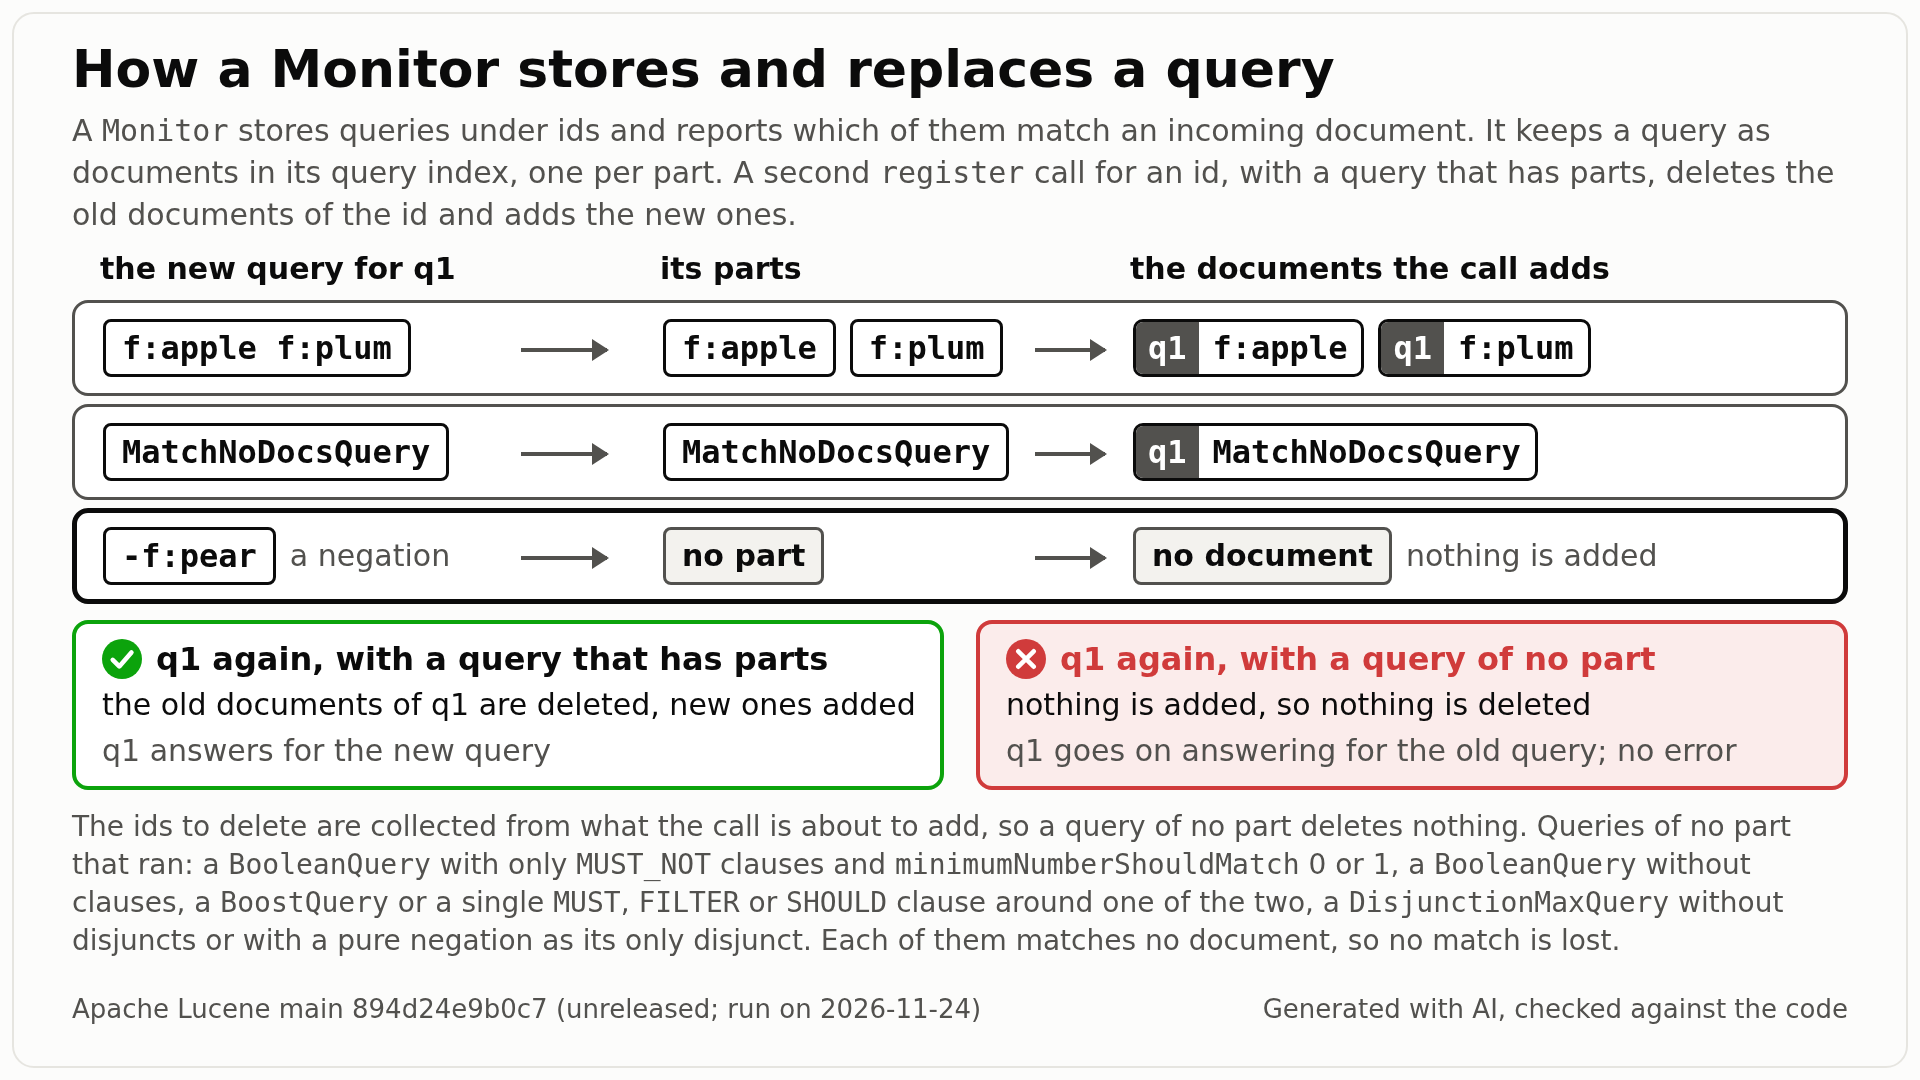 How a Monitor stores and replaces a query
A Monitor stores queries under ids and reports which of them match an incoming document. It keeps a query as
documents in its query index, one per part. A second register call for an id, with a query that has parts, deletes the
old documents of the id and adds the new ones.
the new query for q1 its parts the documents the call adds
f:apple f:plum f:apple f:plum q1 f:apple q1 f:plum
MatchNoDocsQuery MatchNoDocsQuery q1 MatchNoDocsQuery
-f:pear a negation no part no document nothing is added
q1 again, with a query that has parts
the old documents of q1 are deleted, new ones added
q1 answers for the new query
q1 again, with a query of no part
nothing is added, so nothing is deleted
q1 goes on answering for the old query; no error
The ids to delete are collected from what the call is about to add, so a query of no part deletes nothing. Queries of no part
that ran: a BooleanQuery with only MUST_NOT clauses and minimumNumberShouldMatch 0 or 1, a BooleanQuery without
clauses, a BoostQuery or a single MUST, FILTER or SHOULD clause around one of the two, a DisjunctionMaxQuery without
disjuncts or with a pure negation as its only disjunct. Each of them matches no document, so no match is lost.
Apache Lucene main 894d24e9b0c7 (unreleased; run on 2026-11-24)
Generated with AI, checked against the code